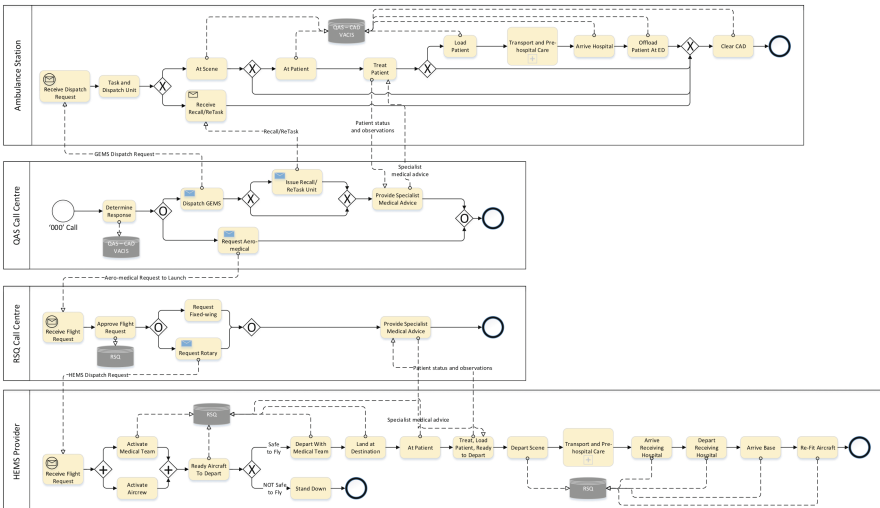 Ambulance Station
Receive Dispatch
Request
Task and
Dispatch Unit
At Scene
Receive
Recall/ReTask
At Patient
QAS – CAD
VACIS
Treat
Patient
Load
Patient
Transport and Pre-
hospital Care
Arrive Hospital
Offload
Patient At ED
Clear CAD
Patient status
and observations
Recall/ReTask
GEMS Dispatch Request
Specialist
medical advice
QAS Call Centre
'000' Call
Determine
Response
QAS – CAD
VACIS
Dispatch GEMS
Issue Recall/
ReTask Unit
Request Aero-
medical
Provide Specialist
Medical Advice
Aero-medical Request to Launch
RSQ Call Centre
Receive Flight
Request
Approve Flight
Request
RSQ
Request
Fixed-wing
Request Rotary
Provide Specialist
Medical Advice
HEMS Dispatch Request
Patient status and observations
HEMS Provider
Receive Flight
Request
Activate
Medical Team
Activate
Aircrew
RSQ
Ready Aircraft
To Depart
Safe
to Fly
NOT Safe
to Fly
Depart With
Medical Team
Stand Down
Land at
Destination
Specialist medical advice
At Patient
Treat, Load
Patient, Ready
to Depart
Depart Scene
Transport and Pre-
hospital Care
RSQ
Arrive
Receiving
Hospital
Depart
Receiving
Hospital
Arrive Base
Re-Fit Aircraft